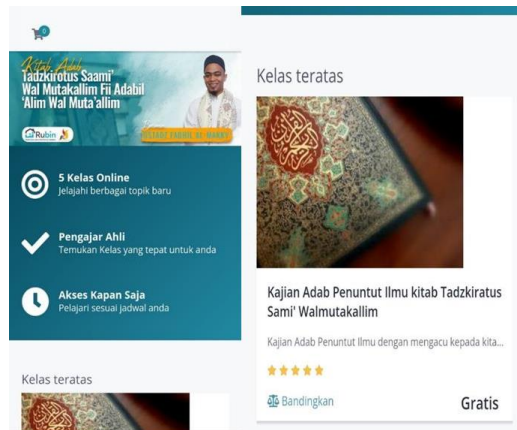 0
Kitab Adab
Tadzkirotus Saami'
Wal Mutakallim Fii Adabil
'Alim Wal Muta'allim
Rubin
5 Kelas Online
Jelajahi berbagai topik baru
Pengajar Ahli
Temukan Kelas yang tepat untuk anda
Akses Kapan Saja
Pelajari sesuai jadwal anda
Kelas teratas
Kelas teratas
Kajian Adab Penuntut Ilmu kitab Tadzkiratus
Sami' Walmutakallim
Kajian Adab Penuntut Ilmu dengan mengacu kepada kita...
Bandingkan
Gratis